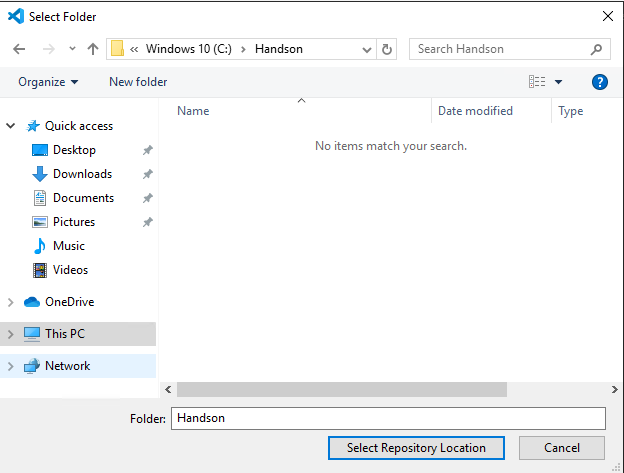 Select Folder
« Windows 10 (C:) > Handson
Search Handson
Organize
New folder
?
Name
Date modified
Type
No items match your search.
Quick access
Desktop
Downloads
Documents
Pictures
Music
Videos
OneDrive
This PC
Network
Folder: Handson
Select Repository Location
Cancel